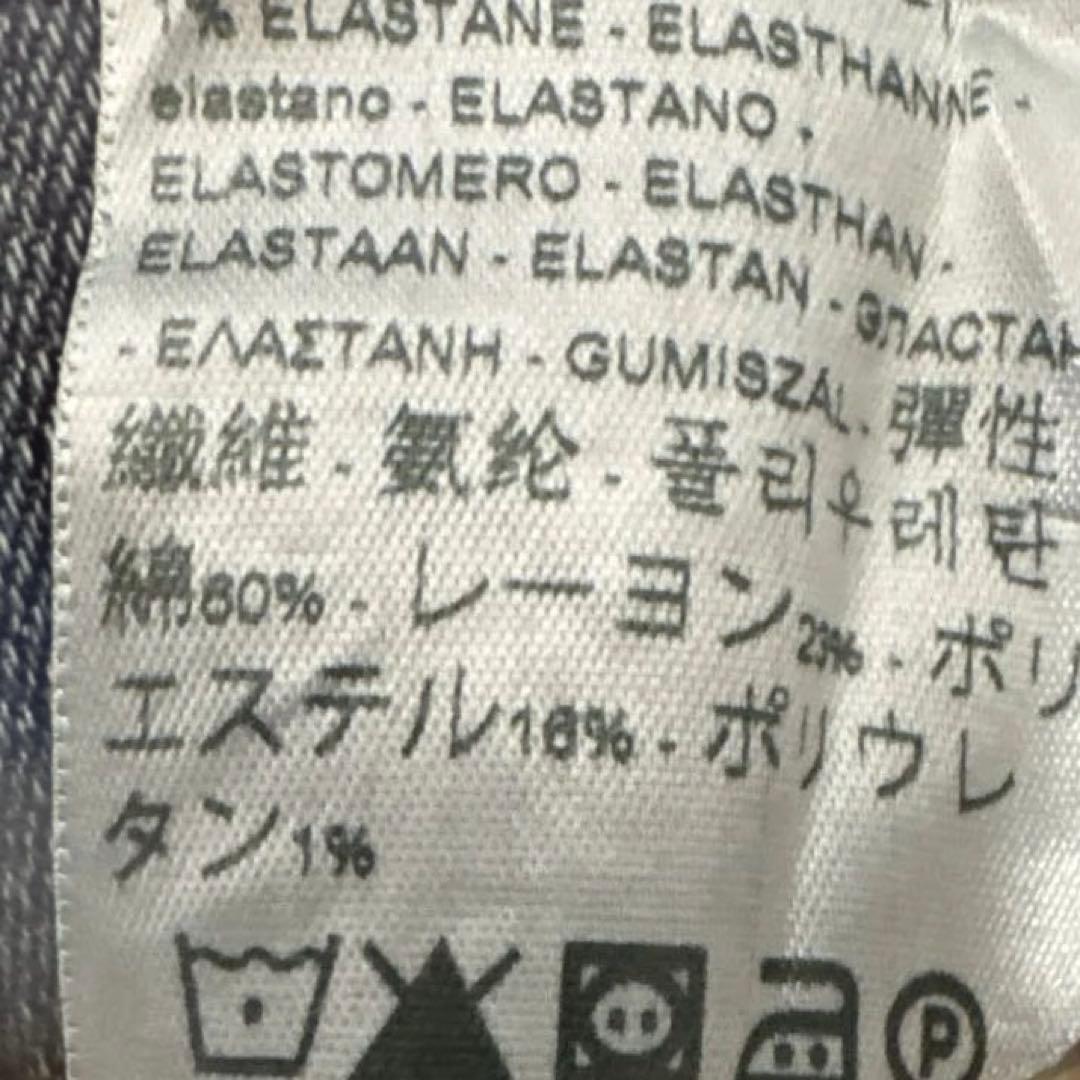 1% ELASTANE - ELASTHANNE -
elastano - ELASTANO -
ELASTOMERO - ELASTHAN -
ELASTAAN - ELASTAN - ЭЛАСТАН
- ΕΛΑΣΤΑΝΗ - GUMISZÁL - 彈性
纖維 - 氨纶 - 폴리우레탄
綿60% - レーヨン23% - ポリ
エステル16% - ポリウレ
タン1%
P